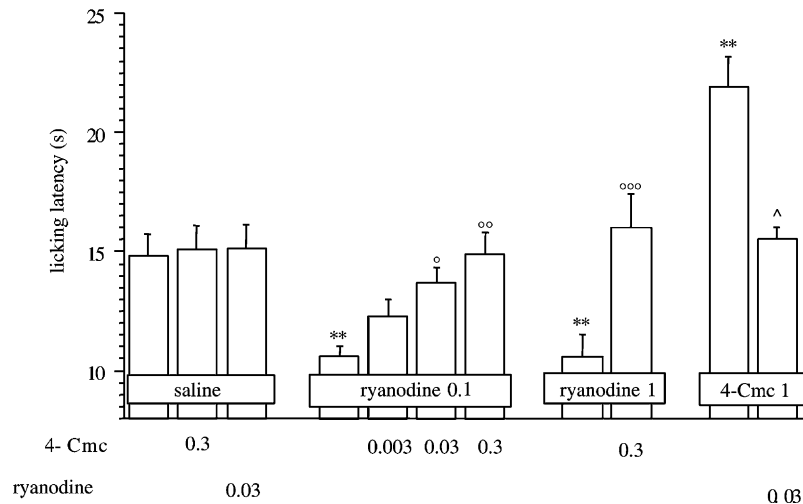 25
**
20
licking latency (s)
°°°
°°
^
15
°
**
**
10
saline
ryanodine 0.1
ryanodine 1
4-Cmc 1
4- Cmc 0.3 0.003 0.03 0.3 0.3
ryanodine 0.03 0.03